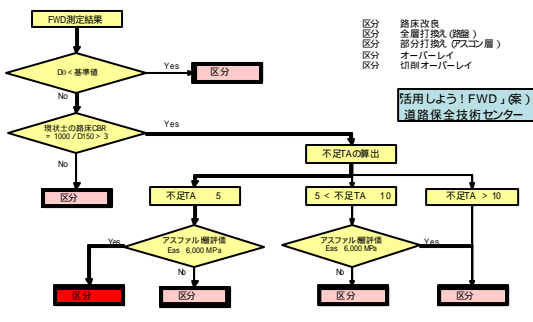 FWD測定結果
区分 路床改良
区分 全層打換え(路盤)
区分 部分打換え(アスコン層)
区分 オーバーレイ
区分 切削オーバーレイ
D0 < 基準値
Yes
区分
No
「活用しよう！FWD」(案)
道路保全技術センター
現状土の路床CBR
= 1000 / D150 > 3
Yes
No
不足TAの算出
区分
不足TA 5
5 < 不足TA 10
不足TA > 10
アスファルト層評価
Eas 6,000 MPa
Yes
No
アスファルト層評価
Eas 6,000 MPa
Yes
No
区分
区分
区分
区分